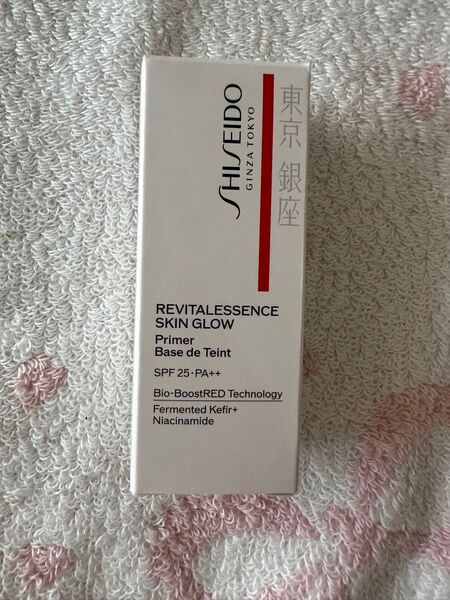 SHISEIDO
GINZA TOKYO
東京 銀座
REVITALESSENCE
SKIN GLOW
Primer
Base de Teint
SPF 25・PA++
Bio-BoostRED Technology
Fermented Kefir+
Niacinamide